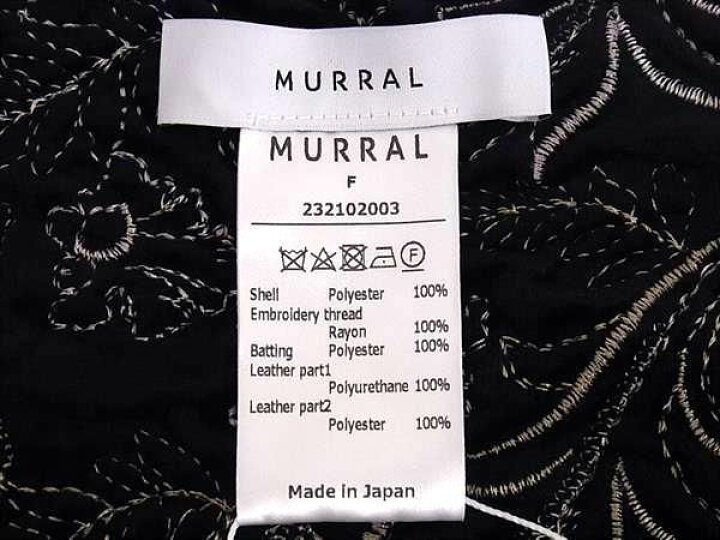 MURRAL
MURRAL
F
232102003
F
Shell Polyester 100%
Embroidery thread
Rayon 100%
Batting Polyester 100%
Leather part1
Polyurethane 100%
Leather part2
Polyester 100%
Made in Japan